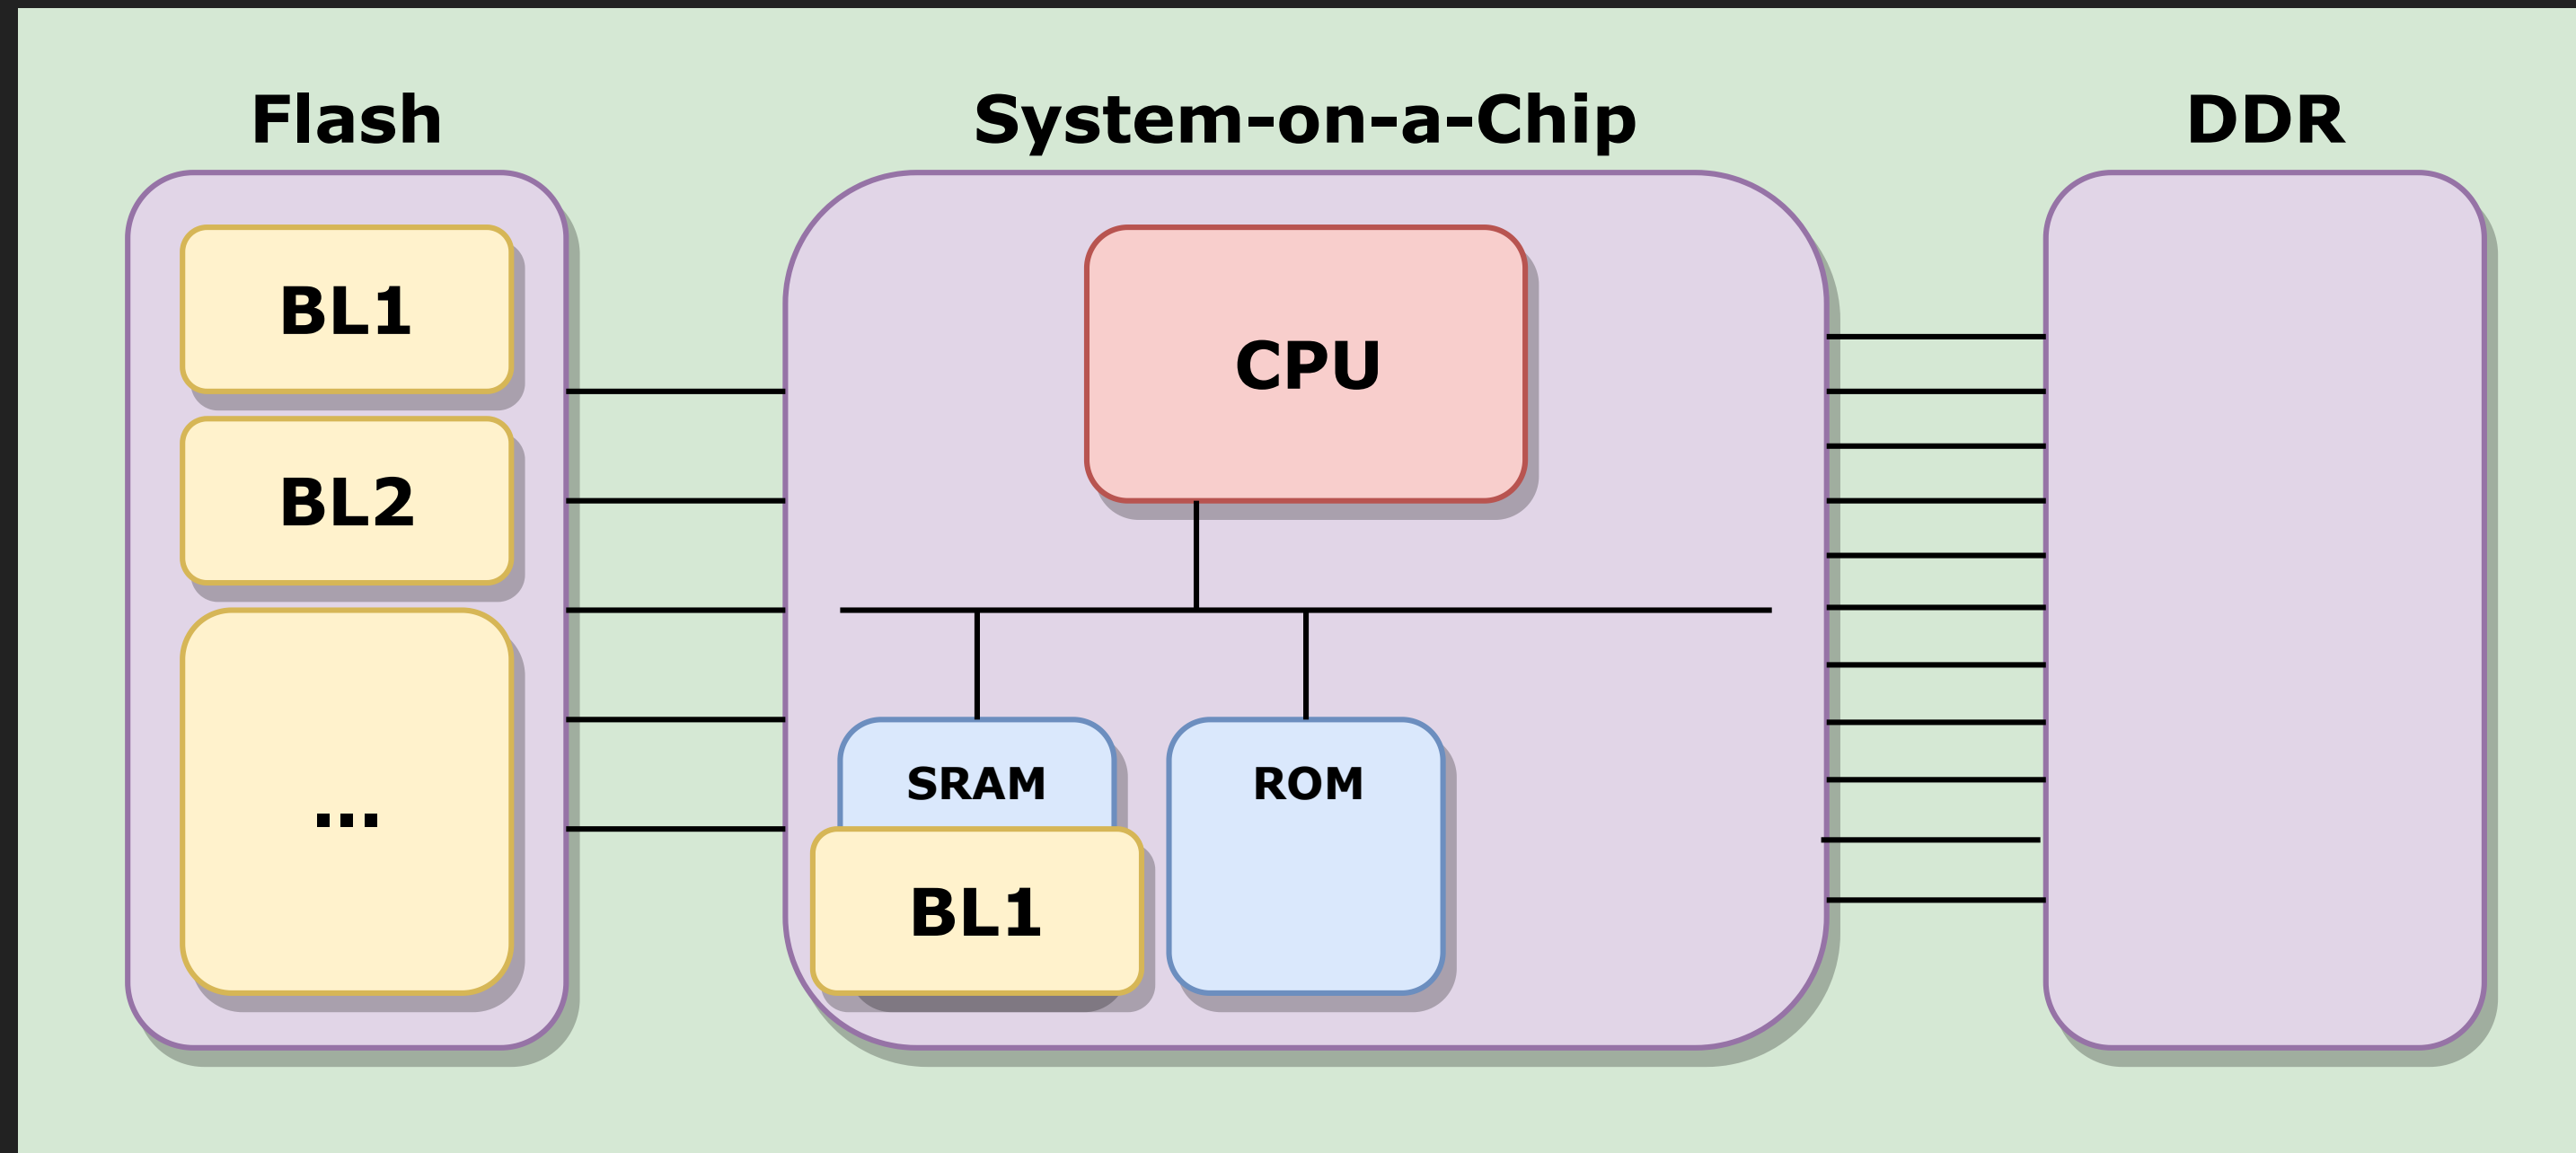 Flash
System-on-a-Chip
DDR
BL1
BL2
...
CPU
SRAM
ROM
BL1